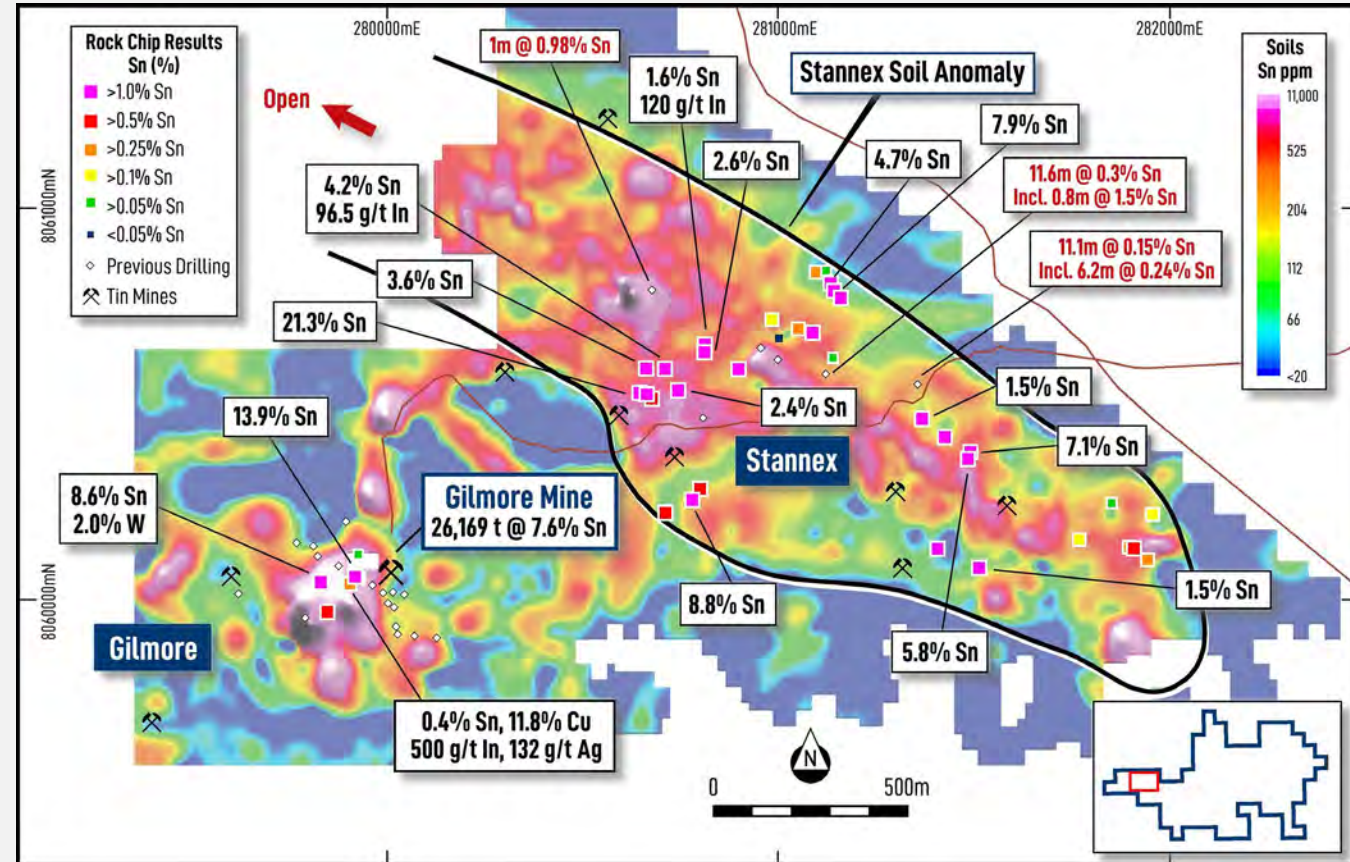 280000mE
281000mE
282000mE
Rock Chip Results
Sn (%)
>1.0% Sn
>0.5% Sn
>0.25% Sn
>0.1% Sn
>0.05% Sn
<0.05% Sn
Previous Drilling
Tin Mines
Open
1m @ 0.98% Sn
1.6% Sn
120 g/t In
Stannex Soil Anomaly
Soils
Sn ppm
11,000
525
204
112
66
<20
2.6% Sn
4.7% Sn
7.9% Sn
4.2% Sn
96.5 g/t In
11.6m @ 0.3% Sn
Incl. 0.8m @ 1.5% Sn
11.1m @ 0.15% Sn
Incl. 6.2m @ 0.24% Sn
8061000mN
3.6% Sn
21.3% Sn
13.9% Sn
2.4% Sn
1.5% Sn
Stannex
7.1% Sn
8.6% Sn
2.0% W
Gilmore Mine
26,169 t @ 7.6% Sn
8060000mN
8.8% Sn
1.5% Sn
Gilmore
5.8% Sn
0.4% Sn, 11.8% Cu
500 g/t In, 132 g/t Ag
N
0
500m